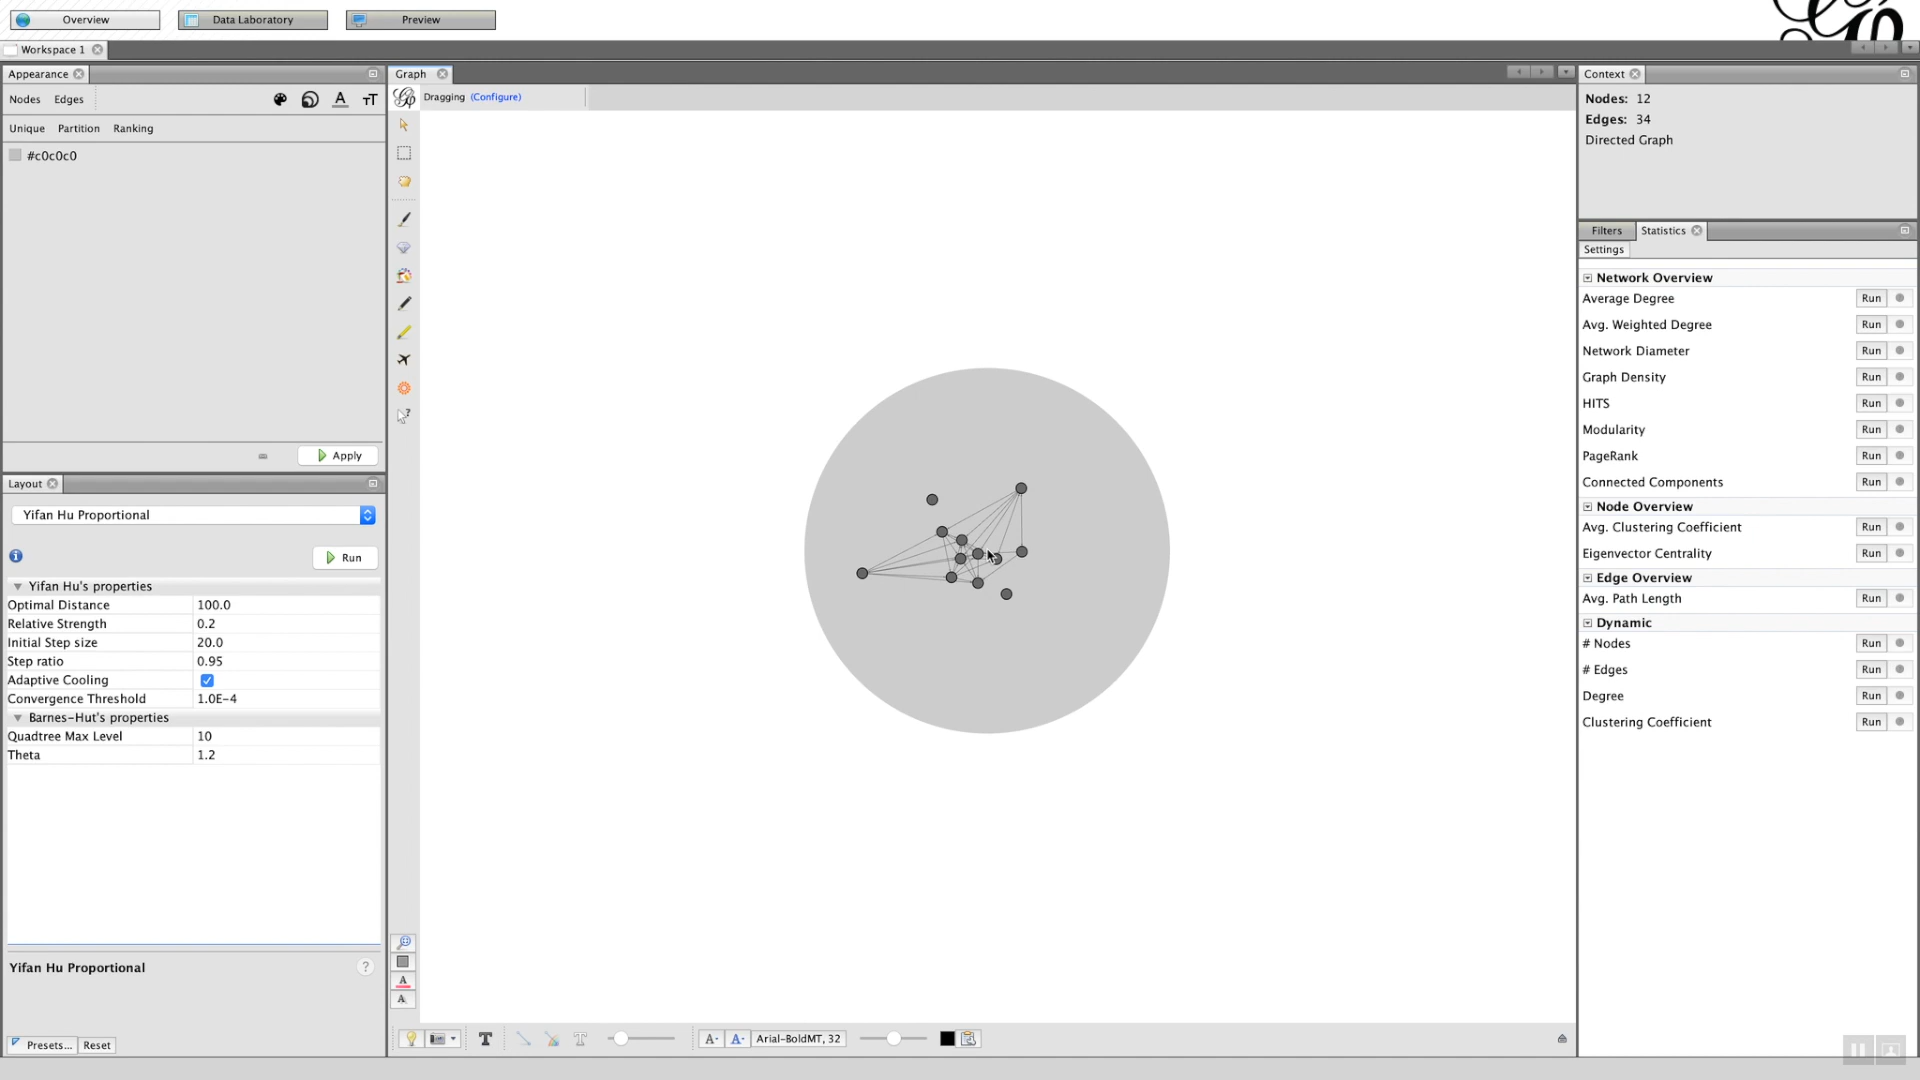 Overview
Data Laboratory
Preview
Workspace 1
Appearance
Nodes
Edges
Unique
Partition
Ranking
#c0c0c0
Apply
Layout
Yifan Hu Proportional
Run
Yifan Hu's properties
Optimal Distance 100.0
Relative Strength 0.2
Initial Step size 20.0
Step ratio 0.95
Adaptive Cooling
Convergence Threshold 1.0E-4
Barnes-Hut's properties
Quadtree Max Level 10
Theta 1.2
Yifan Hu Proportional
?
Presets...
Reset
Graph
Dragging (Configure)
Arial-BoldMT, 32
Context
Nodes: 12
Edges: 34
Directed Graph
Filters
Statistics
Settings
Network Overview
Average Degree Run
Avg. Weighted Degree Run
Network Diameter Run
Graph Density Run
HITS Run
Modularity Run
PageRank Run
Connected Components Run
Node Overview
Avg. Clustering Coefficient Run
Eigenvector Centrality Run
Edge Overview
Avg. Path Length Run
Dynamic
# Nodes Run
# Edges Run
Degree Run
Clustering Coefficient Run